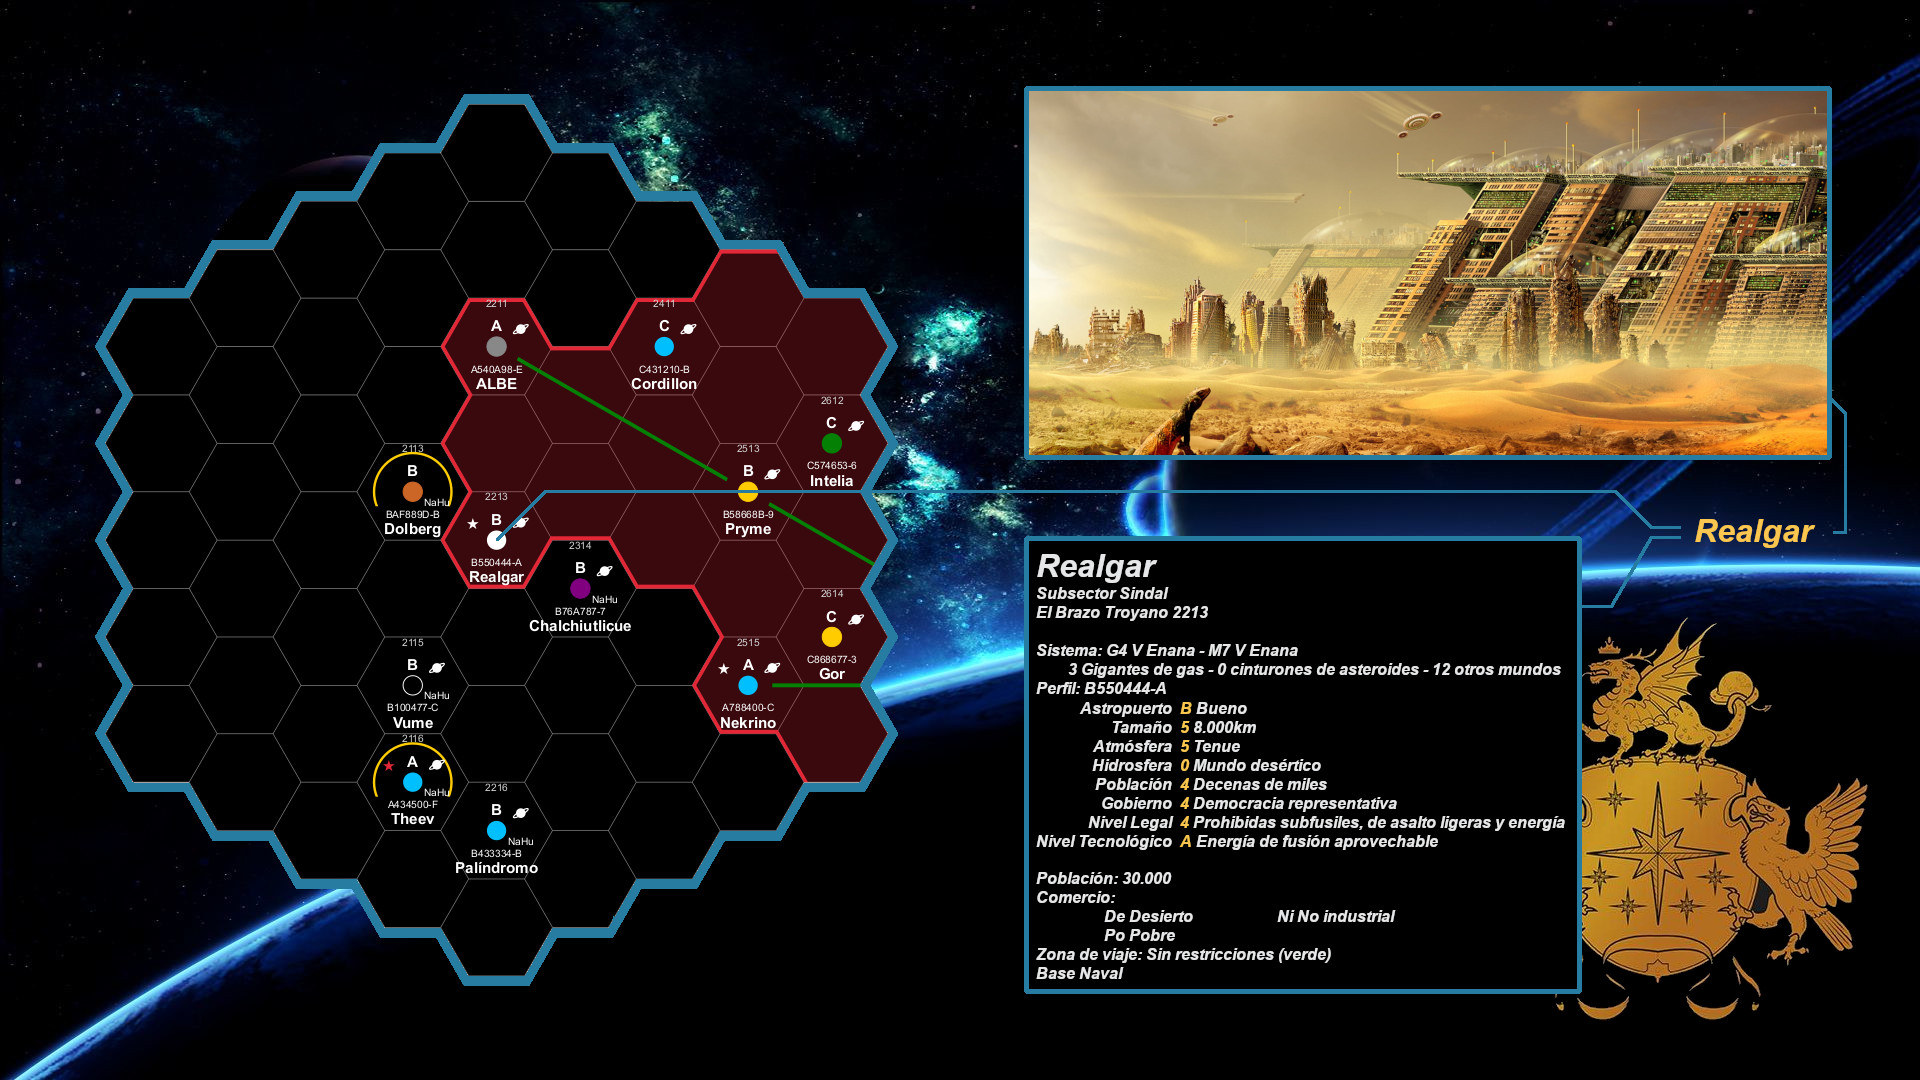 2211
A
A540A98-E
ALBE
2411
C
C431210-B
Cordillon
2612
C
C574653-6
Intelia
2113
B
NaHu
BAF889D-B
Dolberg
2513
B
B58668B-9
Pryme
2213
B
B550444-A
Realgar
2314
B
NaHu
B76A787-7
Chalchiutlicue
2614
C
C868677-3
Gor
2115
B
NaHu
B100477-C
Vume
2515
A
A788400-C
Nekrino
2116
A
NaHu
A434500-F
Theev
2216
B
NaHu
B433334-B
Palíndromo
Realgar
Realgar
Subsector Sindal
El Brazo Troyano 2213
Sistema: G4 V Enana - M7 V Enana
3 Gigantes de gas - 0 cinturones de asteroides - 12 otros mundos
Perfil: B550444-A
Astropuerto B Bueno
Tamaño 5 8.000km
Atmósfera 5 Tenue
Hidrosfera 0 Mundo desértico
Población 4 Decenas de miles
Gobierno 4 Democracia representativa
Nivel Legal 4 Prohibidas subfusiles, de asalto ligeras y energía
Nivel Tecnológico A Energía de fusión aprovechable
Población: 30.000
Comercio:
De Desierto Ni No industrial
Po Pobre
Zona de viaje: Sin restricciones (verde)
Base Naval